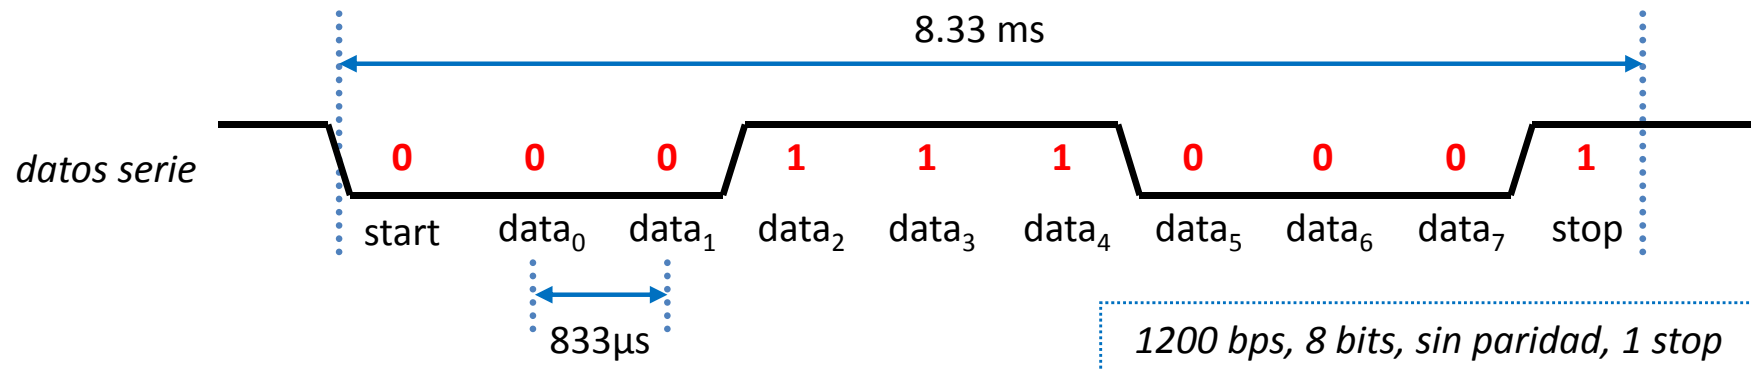 8.33 ms
datos serie
0 0 0 1 1 1 0 0 0 1
start data₀ data₁ data₂ data₃ data₄ data₅ data₆ data₇ stop
833µs
1200 bps, 8 bits, sin paridad, 1 stop